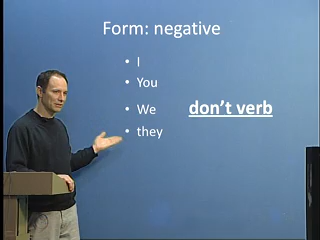 Form: negative
• I
• You
• We don't verb
• they